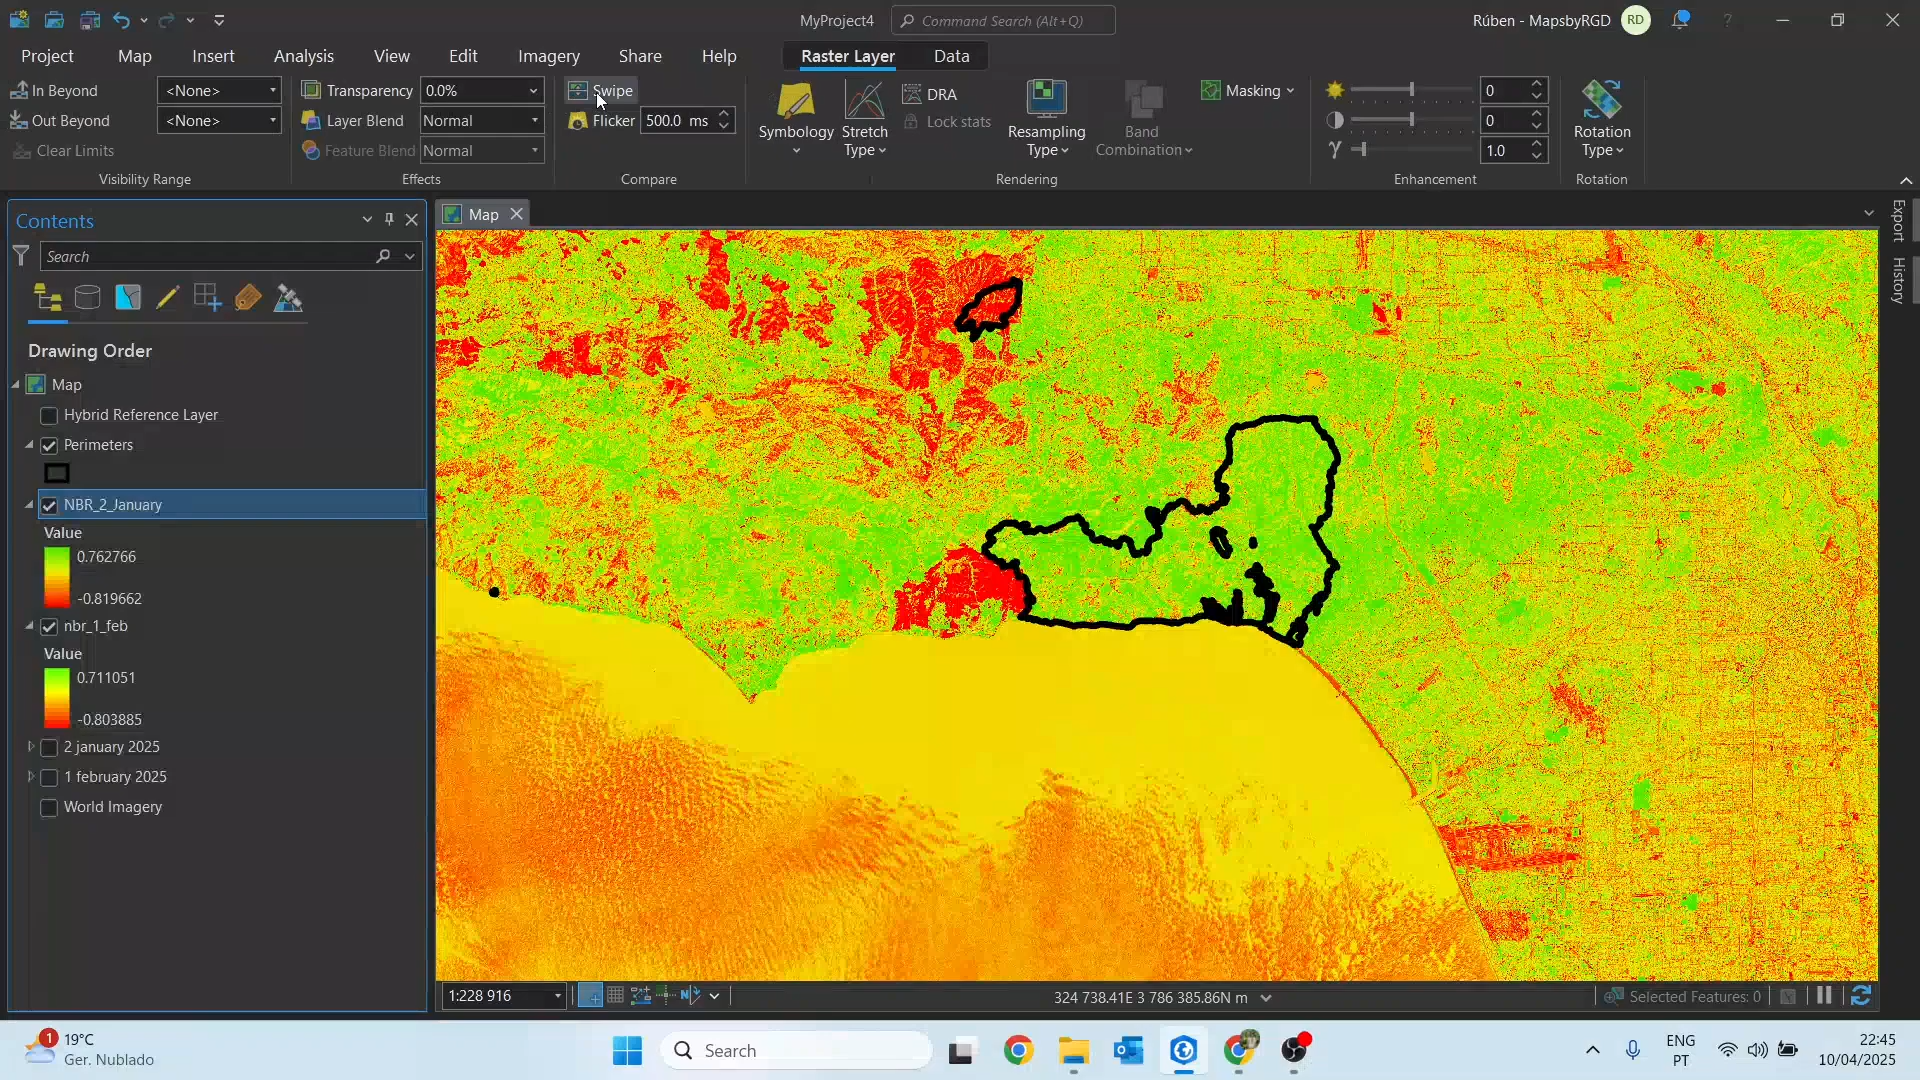 MyProject4
Command Search (Alt+Q)
Rúben - MapsbyRGD
RD
?
Project
Map
Insert
Analysis
View
Edit
Imagery
Share
Help
Raster Layer
Data
In Beyond
<None>
Out Beyond
<None>
Clear Limits
Visibility Range
Transparency
0.0%
Layer Blend
Normal
Feature Blend
Normal
Effects
Swipe
Flicker
500.0 ms
Compare
Symbology
Stretch
Type
DRA
Lock stats
Resampling
Type
Band
Combination
Masking
Rendering
0
0
γ
1.0
Enhancement
Rotation
Type
Rotation
Contents
Search
Drawing Order
Map
Hybrid Reference Layer
Perimeters
NBR_2_January
Value
0.762766
-0.819662
nbr_1_feb
Value
0.711051
-0.803885
2 january 2025
1 february 2025
World Imagery
Map
Export
History
1:228 916
324 738.41E 3 786 385.86N m
Selected Features: 0
1
19°C
Ger. Nublado
Search
ENG
PT
22:45
10/04/2025